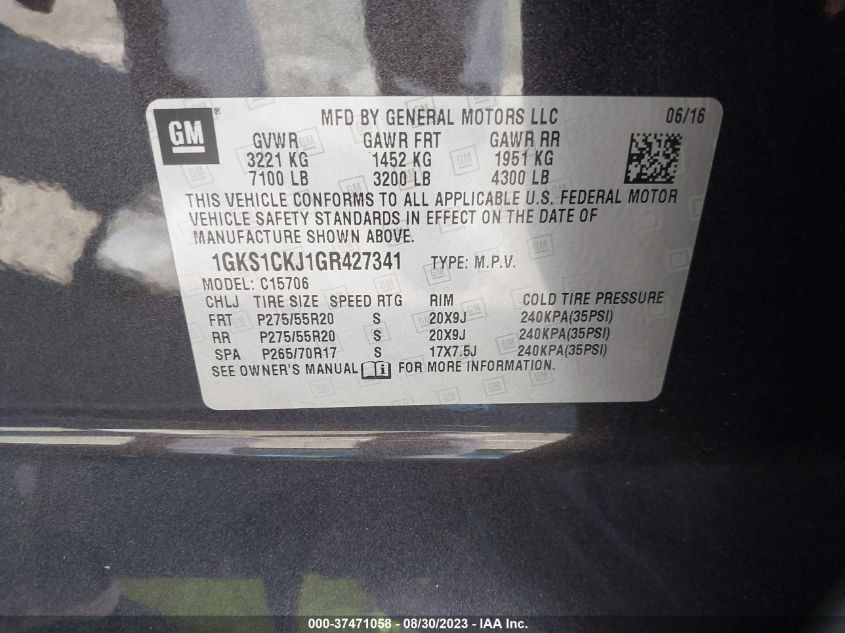 GM ®
MFD BY GENERAL MOTORS LLC 06/16
GVWR GAWR FRT GAWR RR
3221 KG 1452 KG 1951 KG
7100 LB 3200 LB 4300 LB
THIS VEHICLE CONFORMS TO ALL APPLICABLE U.S. FEDERAL MOTOR
VEHICLE SAFETY STANDARDS IN EFFECT ON THE DATE OF
MANUFACTURE SHOWN ABOVE.
1GKS1CKJ1GR427341 TYPE: M.P.V.
MODEL: C15706
CHLJ TIRE SIZE SPEED RTG RIM COLD TIRE PRESSURE
FRT P275/55R20 S 20X9J 240KPA(35PSI)
RR P275/55R20 S 20X9J 240KPA(35PSI)
SPA P265/70R17 S 17X7.5J 240KPA(35PSI)
SEE OWNER'S MANUAL i FOR MORE INFORMATION.
000-37471058 - 08/30/2023 - IAA Inc.